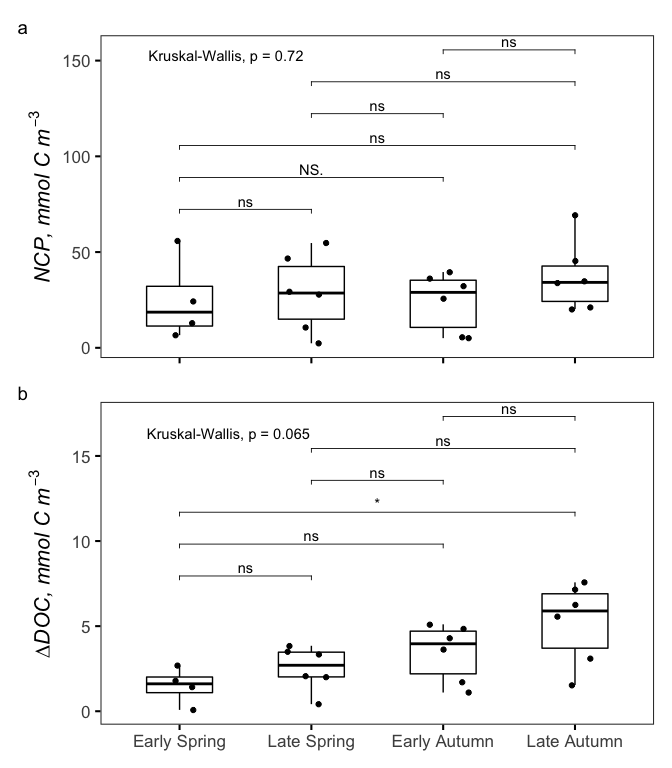 a
Kruskal-Wallis, p = 0.72
ns
ns
ns
ns
NS.
ns
150
100
50
0
NCP, mmol C m⁻³
b
Kruskal-Wallis, p = 0.065
ns
ns
ns
*
ns
ns
15
10
5
0
ΔDOC, mmol C m⁻³
Early Spring Late Spring Early Autumn Late Autumn